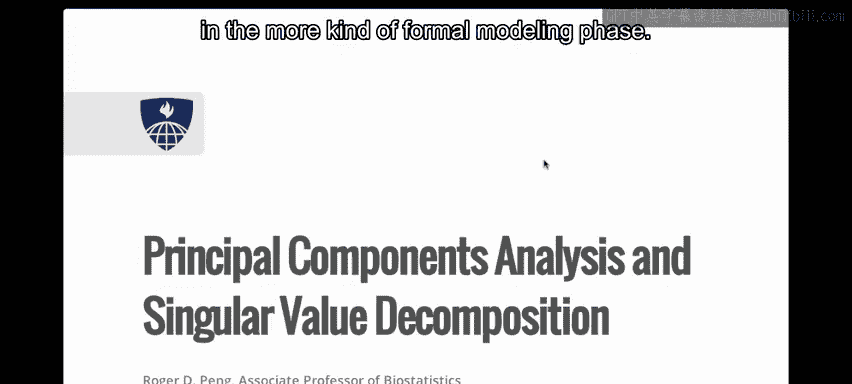 in the more kind of formal modeling phase.
Principal Components Analysis and
Singular Value Decomposition
Roger D. Peng, Associate Professor of Biostatistics